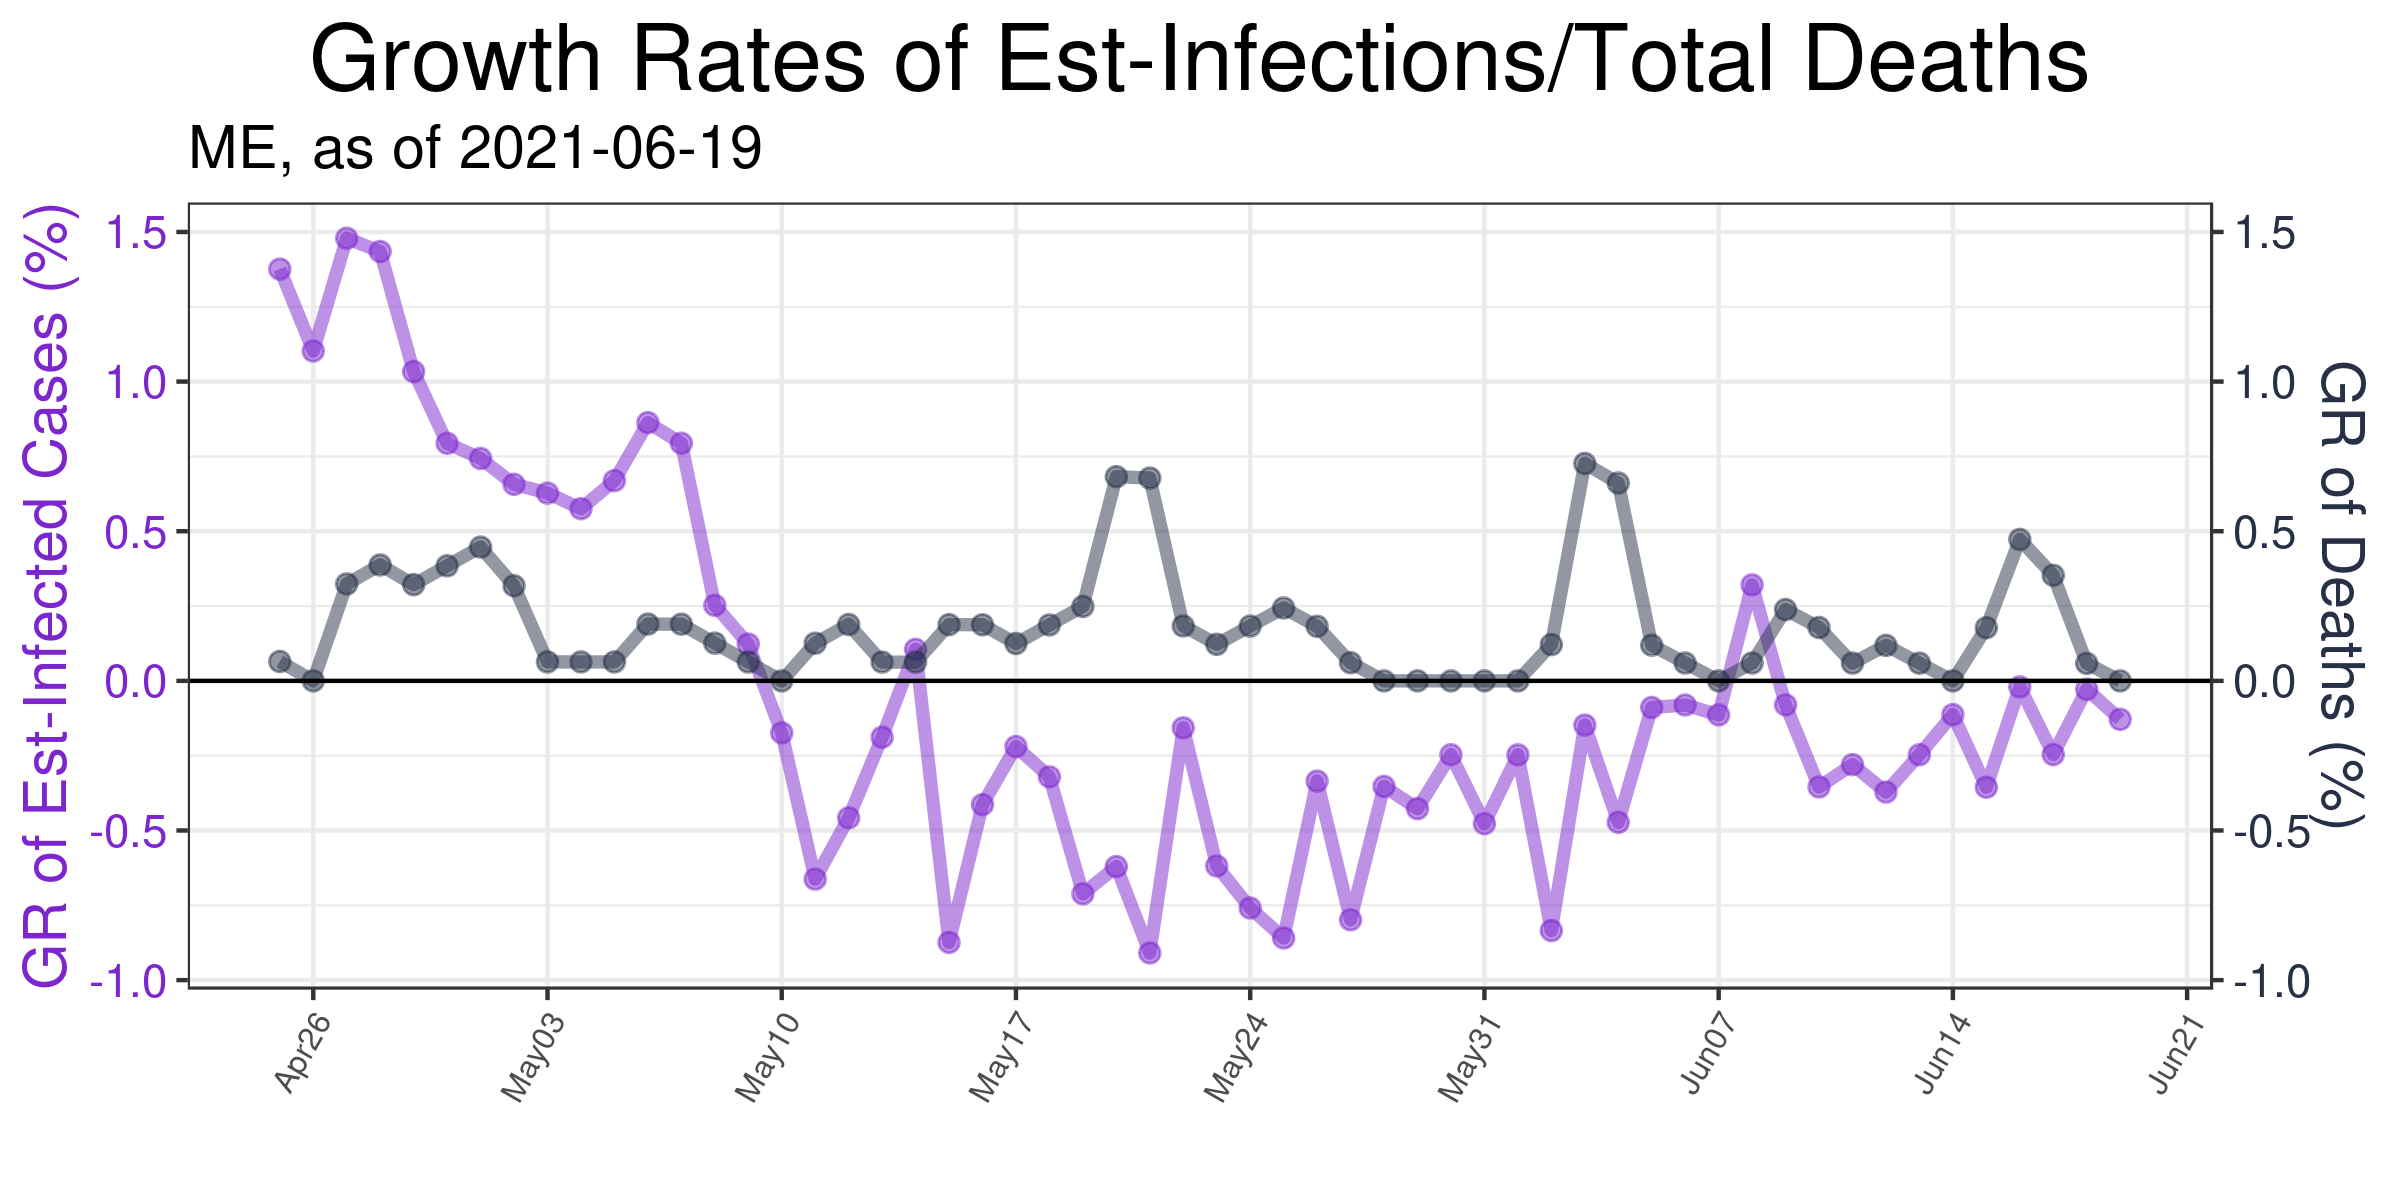 Growth Rates of Est-Infections/Total Deaths
ME, as of 2021-06-19
GR of Est-Infected Cases (%)
1.5
1.0
0.5
0.0
-0.5
-1.0
1.5
1.0
0.5
0.0
-0.5
-1.0
GR of Deaths (%)
Apr26
May03
May10
May17
May24
May31
Jun07
Jun14
Jun21